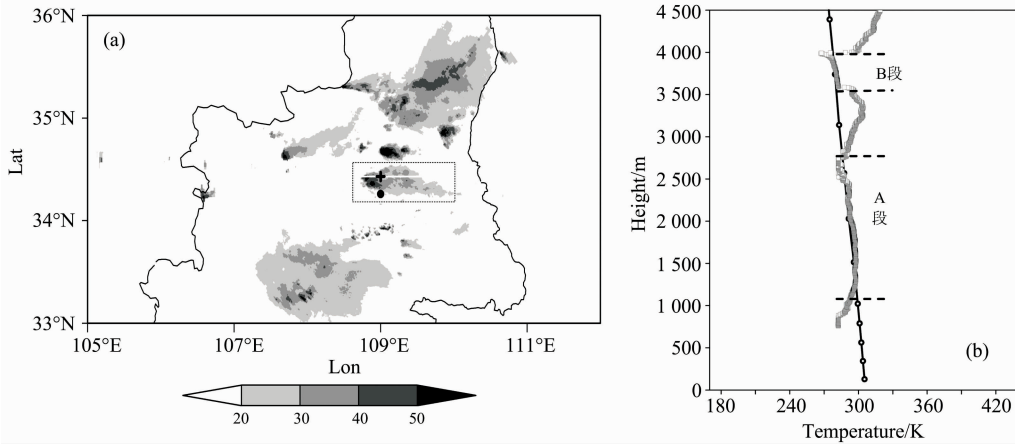 (a)
36°N
35°N
34°N
33°N
Lat
105°E 107°E 109°E 111°E
Lon
20 30 40 50
4 500
4 000
3 500
3 000
2 500
2 000
1 500
1 000
500
0
Height/m
B段
A
段
(b)
180 240 300 360 420
Temperature/K